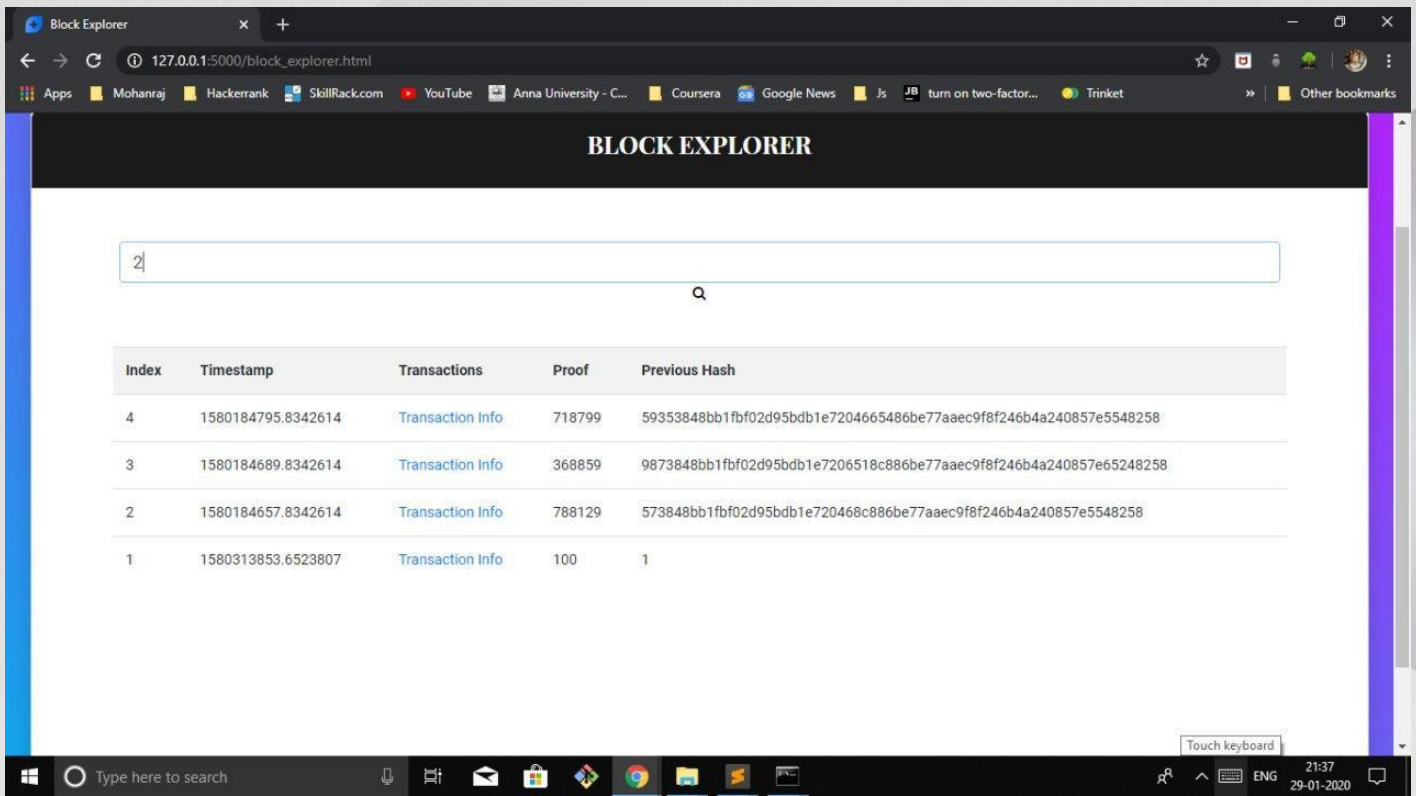 Block Explorer
127.0.0.1:5000/block_explorer.html
Apps Mohanraj Hackerrank SkillRack.com YouTube Anna University - C... Coursera Google News Js JB turn on two-factor... Trinket » Other bookmarks
BLOCK EXPLORER
2
Index Timestamp Transactions Proof Previous Hash
4 1580184795.8342614 Transaction Info 718799 59353848bb1fbf02d95bdb1e7204665486be77aaec9f8f246b4a240857e5548258
3 1580184689.8342614 Transaction Info 368859 9873848bb1fbf02d95bdb1e7206518c886be77aaec9f8f246b4a240857e65248258
2 1580184657.8342614 Transaction Info 788129 573848bb1fbf02d95bdb1e720468c886be77aaec9f8f246b4a240857e5548258
1 1580313853.6523807 Transaction Info 100 1
Touch keyboard
Type here to search ENG 21:37
29-01-2020